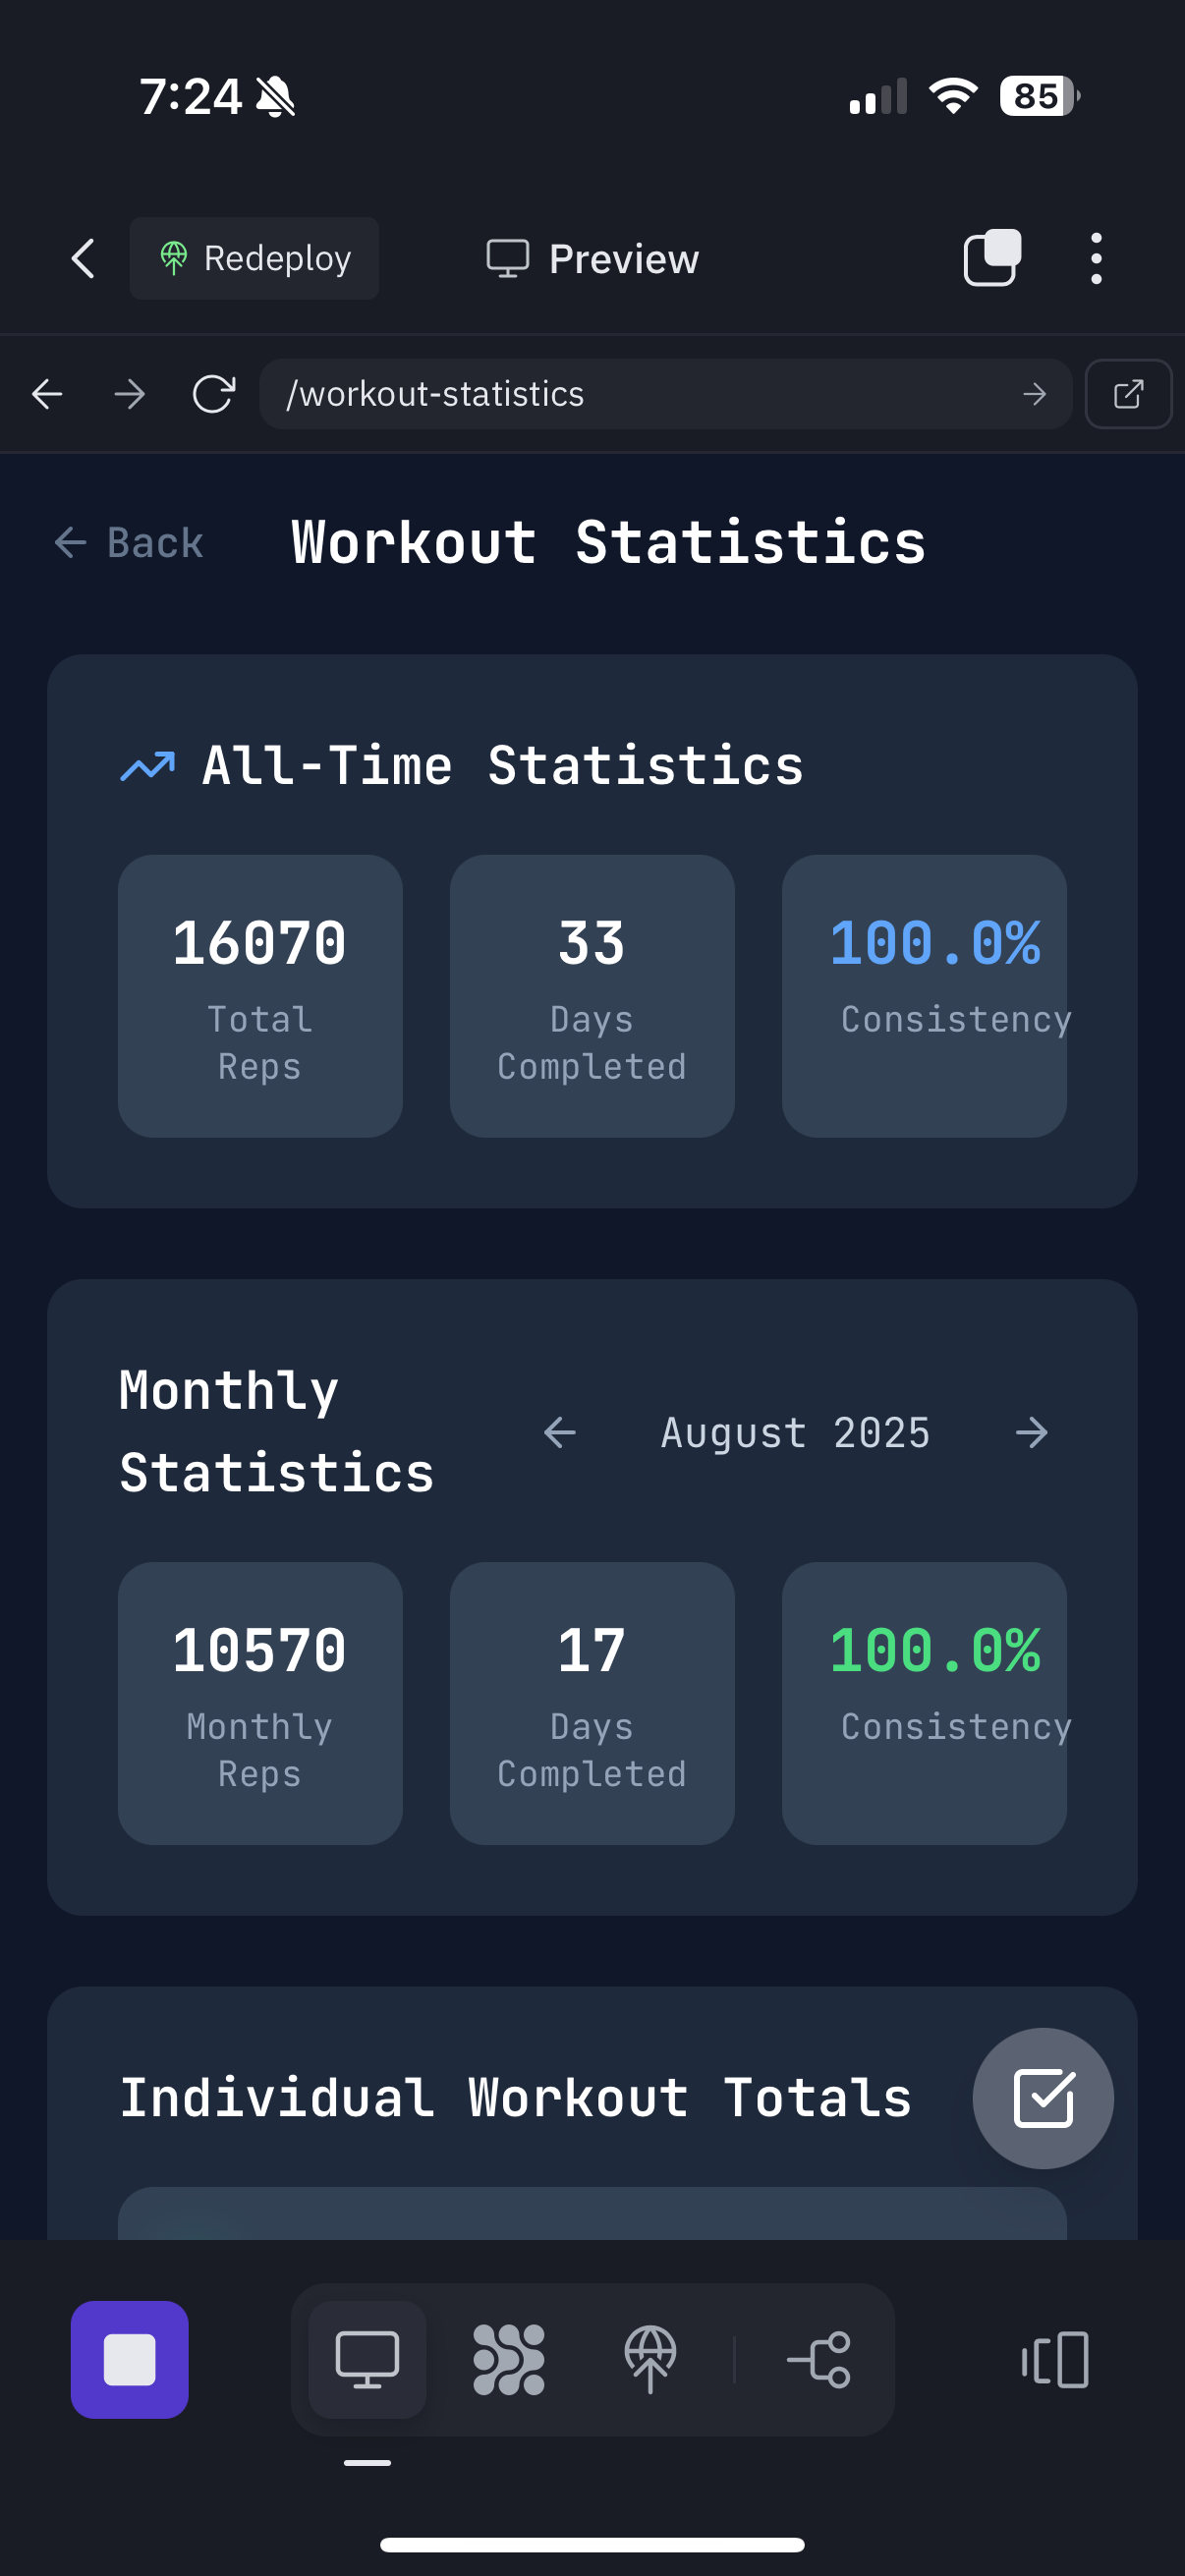 7:24
85
Redeploy
Preview
/workout-statistics
Back
Workout Statistics
All-Time Statistics
16070
33
100.0%
Total
Reps
Days
Completed
Consistency
Monthly
Statistics
August 2025
10570
17
100.0%
Monthly
Reps
Days
Completed
Consistency
Individual Workout Totals